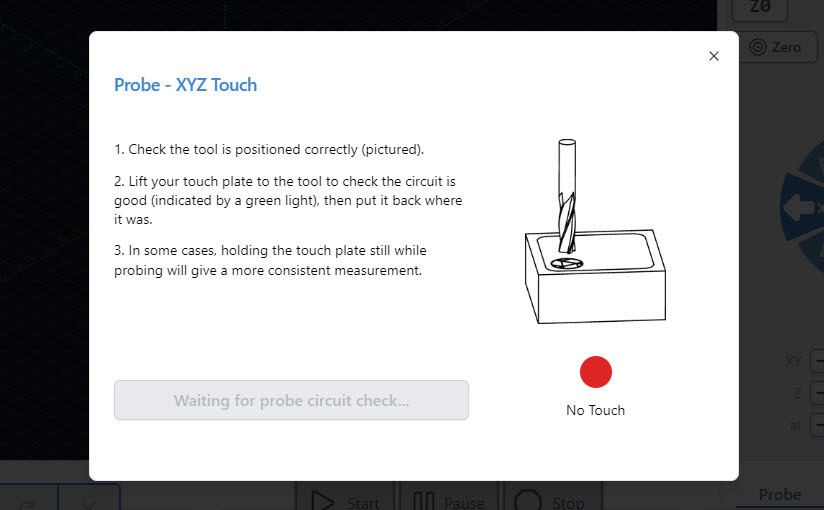 Z0
Zero
Probe - XYZ Touch
1. Check the tool is positioned correctly (pictured).
2. Lift your touch plate to the tool to check the circuit is
good (indicated by a green light), then put it back where
it was.
3. In some cases, holding the touch plate still while
probing will give a more consistent measurement.
XY
Z
at
Waiting for probe circuit check...
No Touch
Start
Pause
Stop
Probe